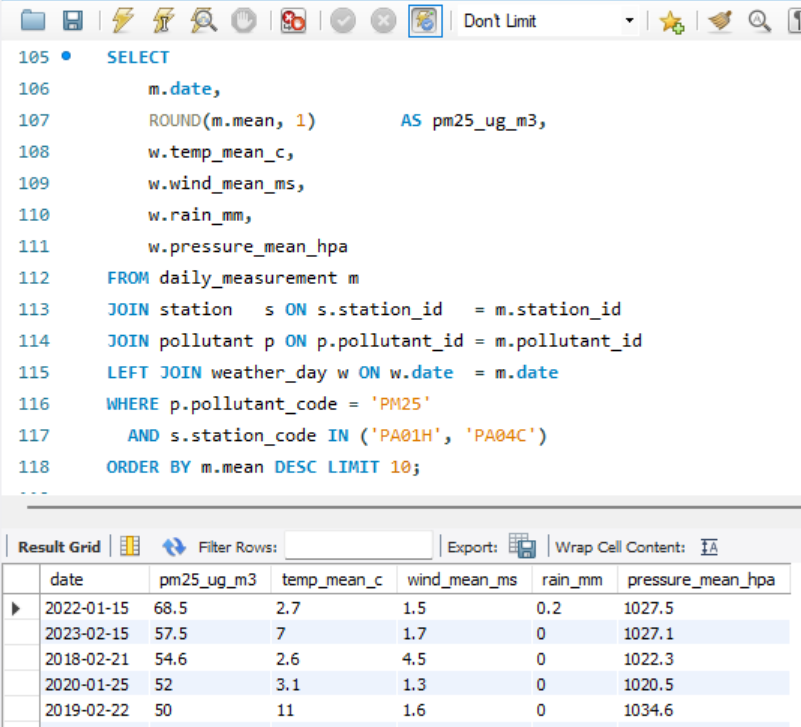 Don't Limit
105 SELECT
106 m.date,
107 ROUND(m.mean, 1) AS pm25_ug_m3,
108 w.temp_mean_c,
109 w.wind_mean_ms,
110 w.rain_mm,
111 w.pressure_mean_hpa
112 FROM daily_measurement m
113 JOIN station s ON s.station_id = m.station_id
114 JOIN pollutant p ON p.pollutant_id = m.pollutant_id
115 LEFT JOIN weather_day w ON w.date = m.date
116 WHERE p.pollutant_code = 'PM25'
117 AND s.station_code IN ('PA01H', 'PA04C')
118 ORDER BY m.mean DESC LIMIT 10;
Result Grid Filter Rows: Export: Wrap Cell Content: IA
date pm25_ug_m3 temp_mean_c wind_mean_ms rain_mm pressure_mean_hpa
2022-01-15 68.5 2.7 1.5 0.2 1027.5
2023-02-15 57.5 7 1.7 0 1027.1
2018-02-21 54.6 2.6 4.5 0 1022.3
2020-01-25 52 3.1 1.3 0 1020.5
2019-02-22 50 11 1.6 0 1034.6